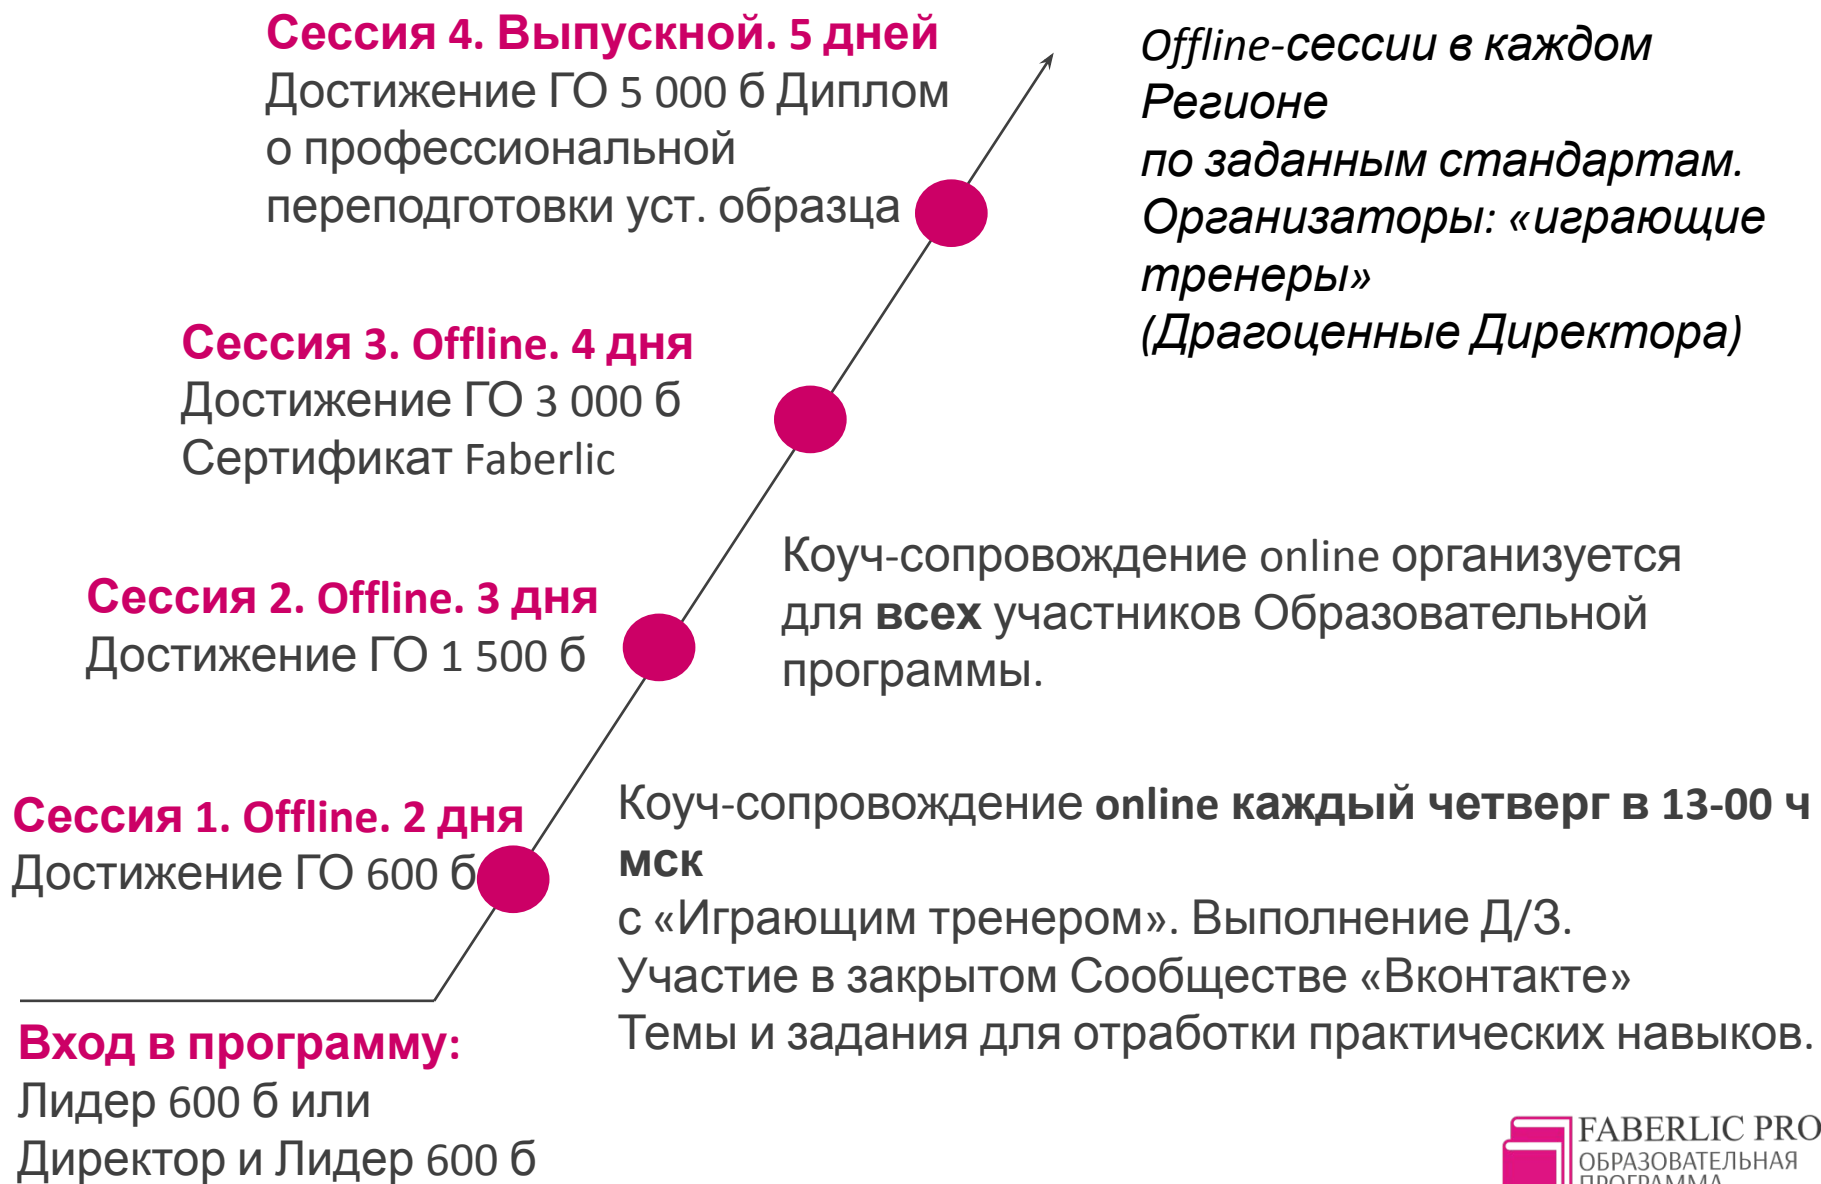 Сессия 4. Выпускной. 5 дней
Достижение ГО 5 000 б Диплом
о профессиональной
переподготовки уст. образца
Offline-сессии в каждом
Регионе
по заданным стандартам.
Организаторы: «играющие
тренеры»
(Драгоценные Директора)
Сессия 3. Offline. 4 дня
Достижение ГО 3 000 б
Сертификат Faberlic
Коуч-сопровождение online организуется
для всех участников Образовательной
программы.
Сессия 2. Offline. 3 дня
Достижение ГО 1 500 б
Сессия 1. Offline. 2 дня
Достижение ГО 600 б
Коуч-сопровождение online каждый четверг в 13-00 ч
мск
с «Играющим тренером». Выполнение Д/З.
Участие в закрытом Сообществе «Вконтакте»
Темы и задания для отработки практических навыков.
Вход в программу:
Лидер 600 б или
Директор и Лидер 600 б
FABERLIC PRO
ОБРАЗОВАТЕЛЬНАЯ
ПРОГРАММА